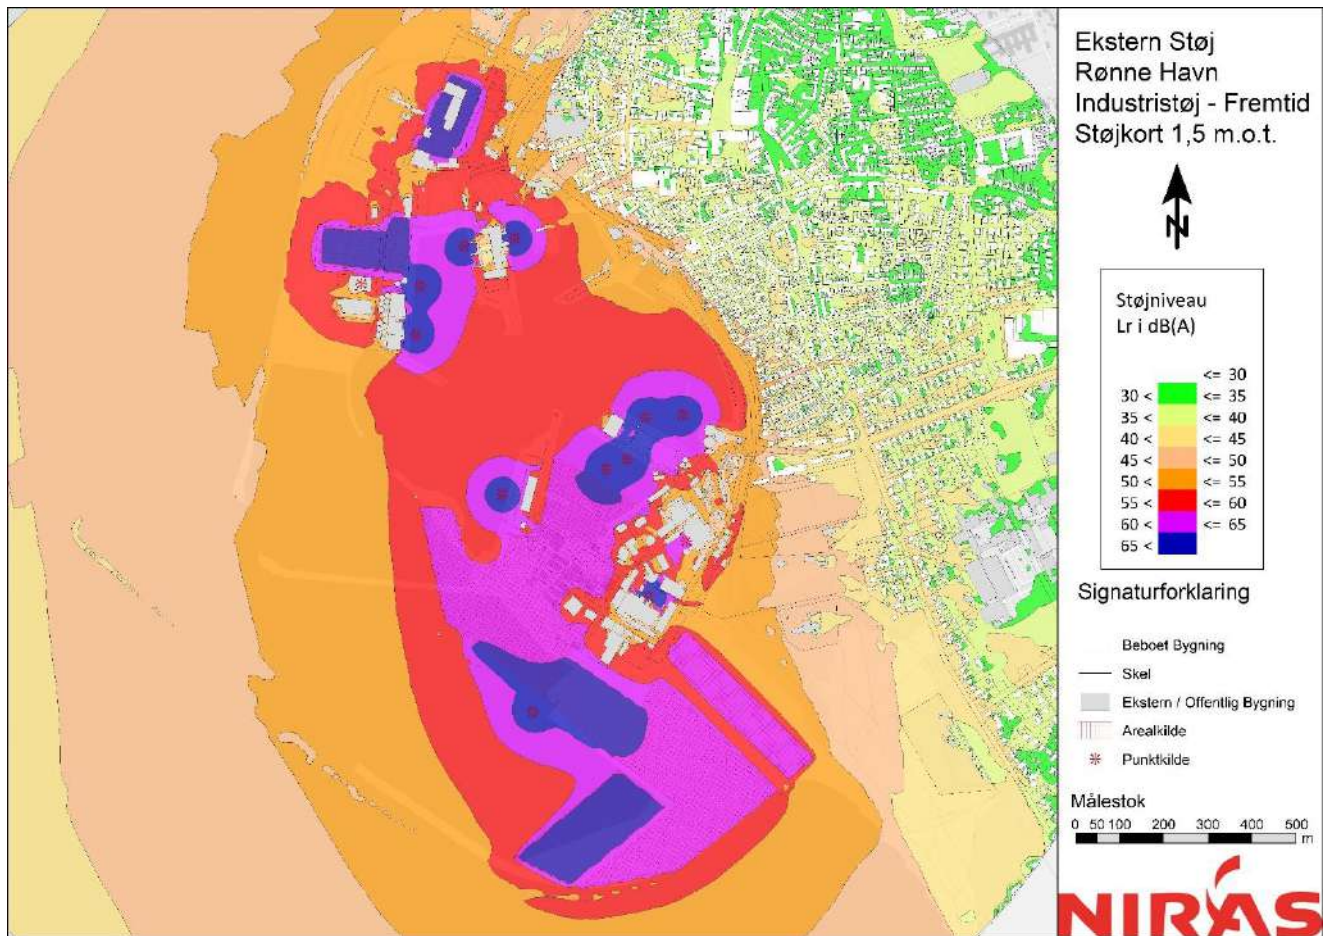 Ekstern Støj
Rønne Havn
Industristøj - Fremtid
Støjkort 1,5 m.o.t.
N
Støjniveau
Lr i dB(A)
<= 30
30 < <= 35
35 < <= 40
40 < <= 45
45 < <= 50
50 < <= 55
55 < <= 60
60 < <= 65
65 <
Signaturforklaring
Beboet Bygning
Skel
Ekstern / Offentlig Bygning
Arealkilde
Punktkilde
Målestok
0 50 100 200 300 400 500
m
NIRAS